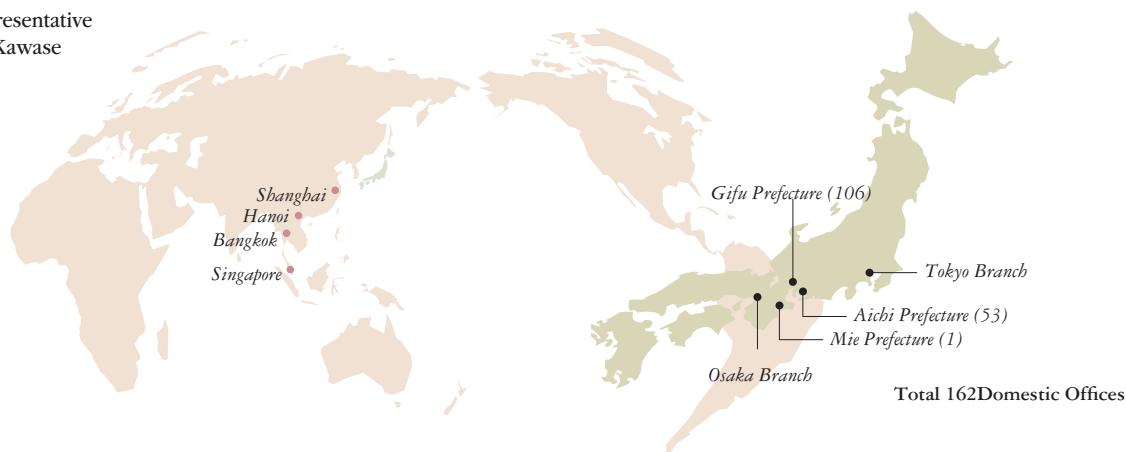 Kawase
Shanghai
Hanoi
Bangkok
Singapore
Gifu Prefecture (106)
Tokyo Branch
Aichi Prefecture (53)
Mie Prefecture (1)
Osaka Branch
Total 162Domestic Offices